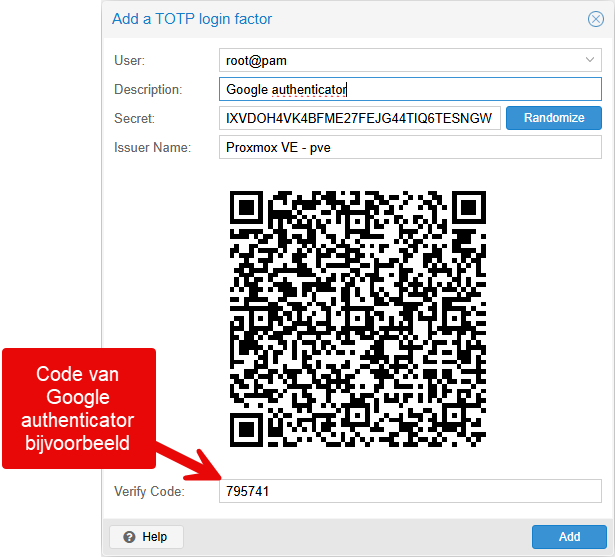 Add a TOTP login factor
User: root@pam
Description: Google authenticator
Secret: IXVDOH4VK4BFME27FEJG44TIQ6TESNGW Randomize
Issuer Name: Proxmox VE - pve
Code van
Google
authenticator
bijvoorbeeld
Verify Code: 795741
Help Add